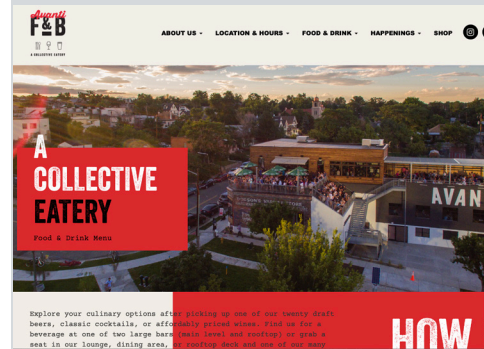 Avanti
F&B
A COLLECTIVE EATERY
ABOUT US LOCATION & HOURS FOOD & DRINK HAPPENINGS SHOP
A
COLLECTIVE
EATERY
Food & Drink Menu
AVAN
Explore your culinary options after picking up one of our twenty draft
beers, classic cocktails, or affordably priced wines. Find us for a
beverage at one of two large bars (main level and rooftop) or grab a
seat in our lounge, dining area, or rooftop deck and one of our many
HOW